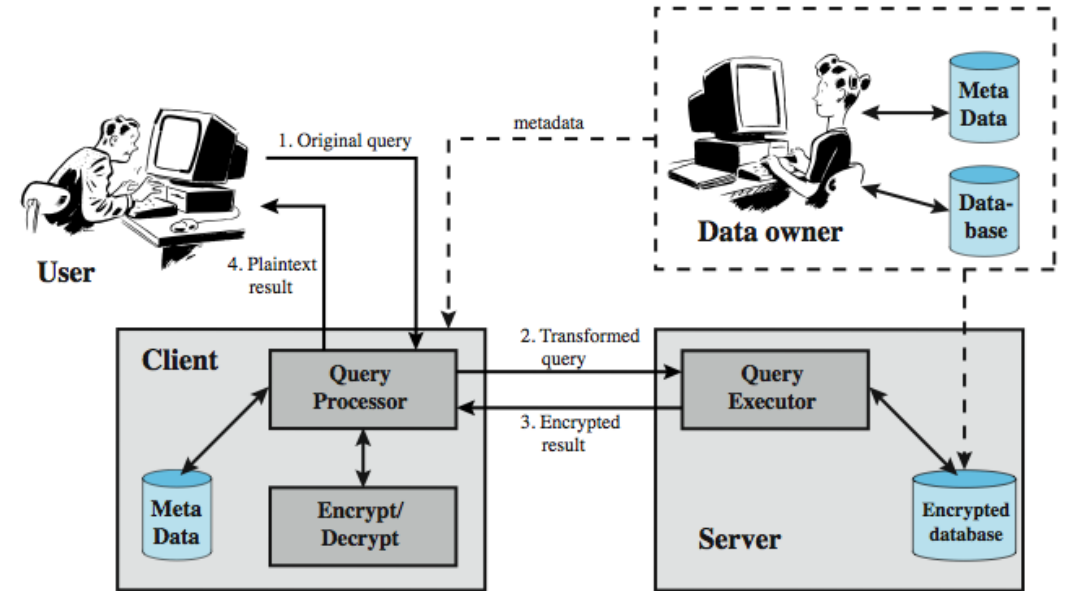 metadata
Meta
Data
Data-
base
Data owner
1. Original query
User
4. Plaintext
result
Client
Query
Processor
Meta
Data
Encrypt/
Decrypt
2. Transformed
query
3. Encrypted
result
Query
Executor
Server
Encrypted
database